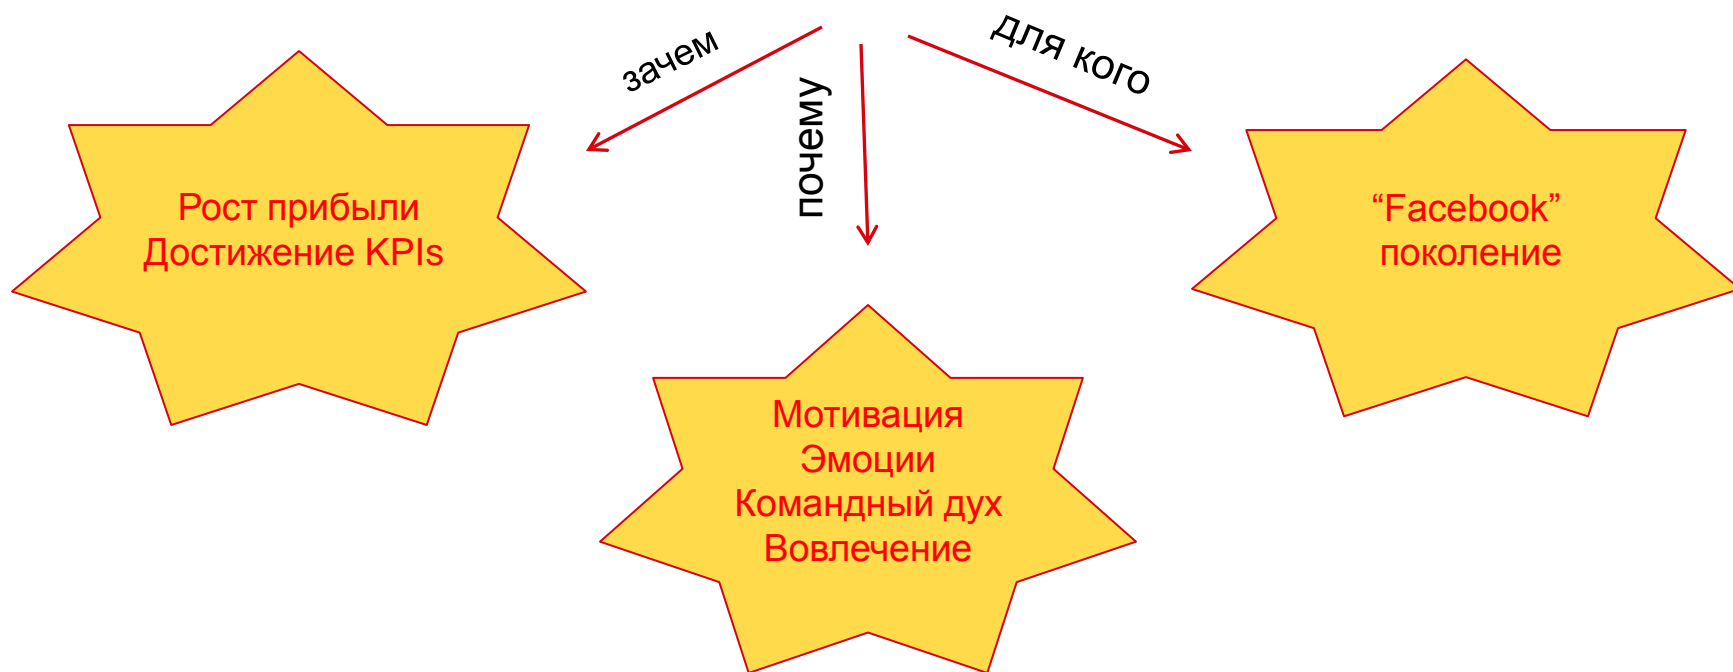 зачем
почему
для кого
Рост прибыли
Достижение KPIs
“Facebook”
поколение
Мотивация
Эмоции
Командный дух
Вовлечение